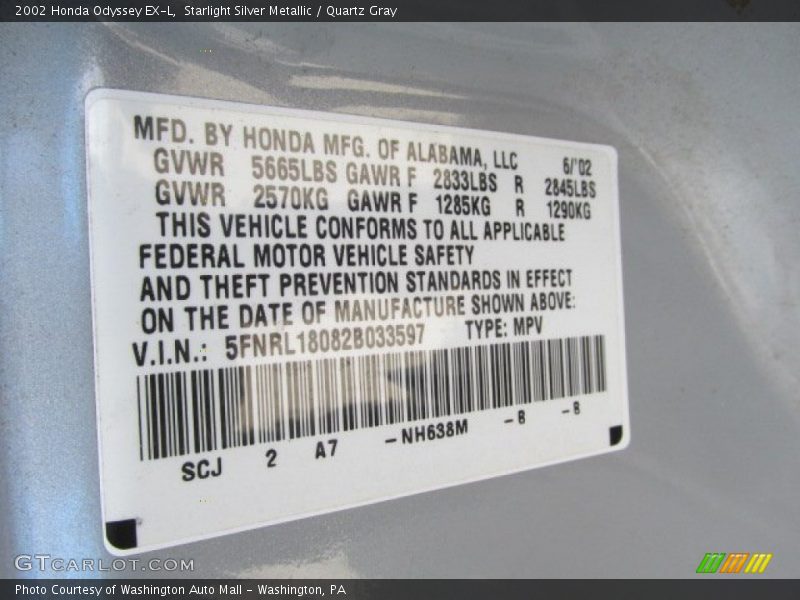 2002 Honda Odyssey EX-L, Starlight Silver Metallic / Quartz Gray
MFD. BY HONDA MFG. OF ALABAMA, LLC 6/'02
GVWR 5665LBS GAWR F 2833LBS R 2845LBS
GVWR 2570KG GAWR F 1285KG R 1290KG
THIS VEHICLE CONFORMS TO ALL APPLICABLE
FEDERAL MOTOR VEHICLE SAFETY
AND THEFT PREVENTION STANDARDS IN EFFECT
ON THE DATE OF MANUFACTURE SHOWN ABOVE:
V.I.N.: 5FNRL18082B033597 TYPE: MPV
SCJ 2 A7 -NH638M -B -B
GTCARLOT.COM
Photo Courtesy of Washington Auto Mall - Washington, PA